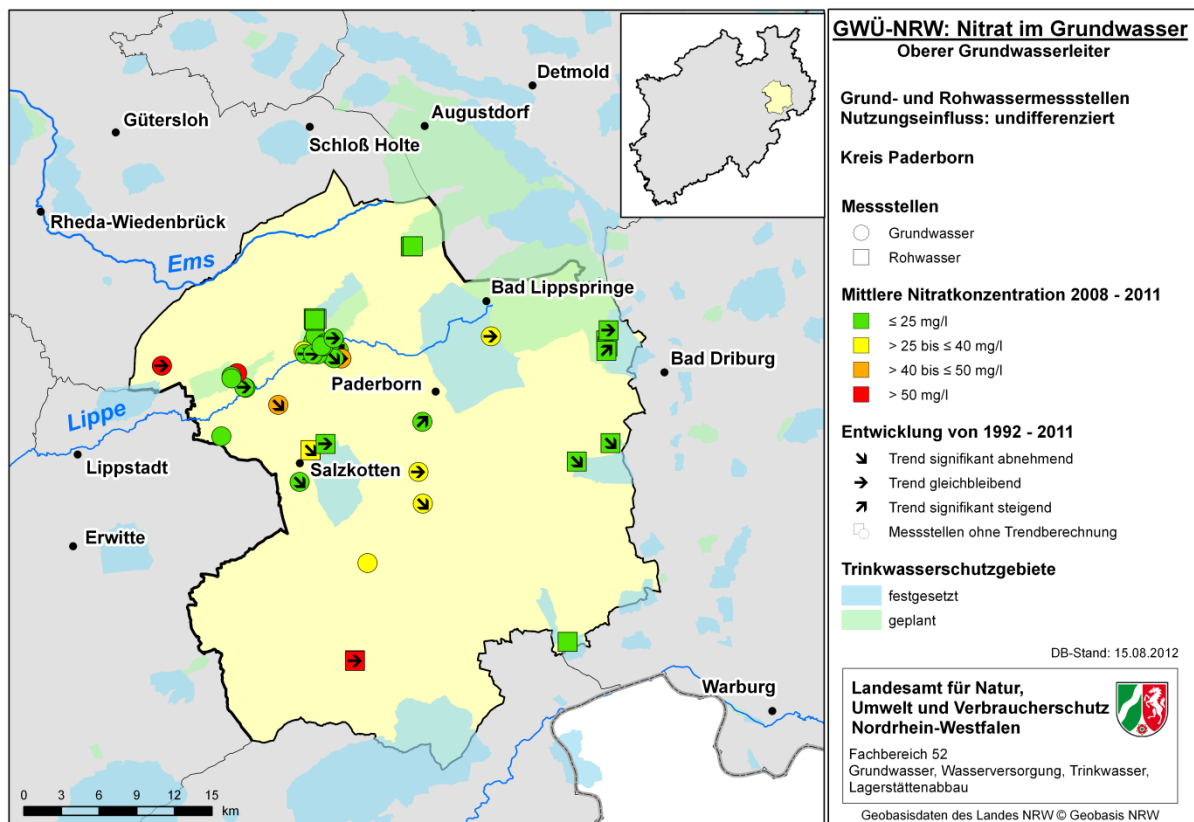 Detmold
Gütersloh
Augustdorf
Schloß Holte
Rheda-Wiedenbrück
Ems
Bad Lippspringe
Bad Driburg
Paderborn
Lippe
Lippstadt
Salzkotten
Erwitte
Warburg
0 3 6 9 12 15
km
GWÜ-NRW: Nitrat im Grundwasser
Oberer Grundwasserleiter
Grund- und Rohwassermessstellen
Nutzungseinfluss: undifferenziert
Kreis Paderborn
Messstellen
Grundwasser
Rohwasser
Mittlere Nitratkonzentration 2008 - 2011
≤ 25 mg/l
> 25 bis ≤ 40 mg/l
> 40 bis ≤ 50 mg/l
> 50 mg/l
Entwicklung von 1992 - 2011
Trend signifikant abnehmend
Trend gleichbleibend
Trend signifikant steigend
Messstellen ohne Trendberechnung
Trinkwasserschutzgebiete
festgesetzt
geplant
DB-Stand: 15.08.2012
Landesamt für Natur,
Umwelt und Verbraucherschutz
Nordrhein-Westfalen
Fachbereich 52
Grundwasser, Wasserversorgung, Trinkwasser,
Lagerstättenabbau
Geobasisdaten des Landes NRW © Geobasis NRW